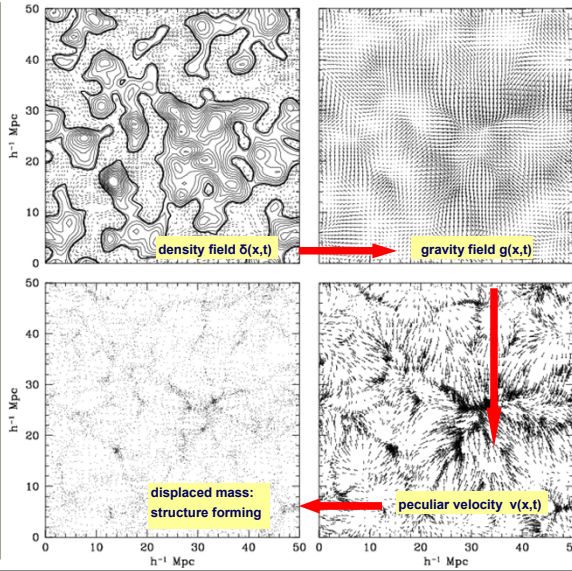 50
40
30
20
10
0
h⁻¹ Mpc
density field δ(x,t)
gravity field g(x,t)
50
40
30
20
10
0
h⁻¹ Mpc
displaced mass:
structure forming
peculiar velocity v(x,t)
0 10 20 30 40 50
0 10 20 30 40 50
h⁻¹ Mpc
h⁻¹ Mpc